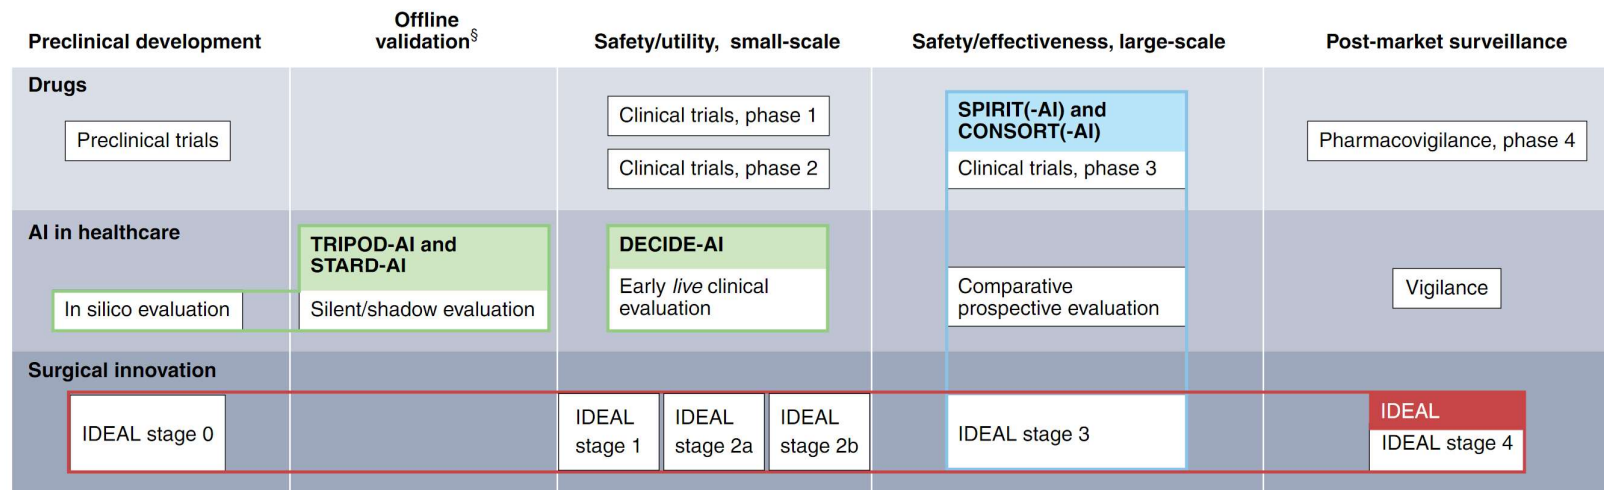 Preclinical development
Offline
validation§
Safety/utility, small-scale
Safety/effectiveness, large-scale
Post-market surveillance
Drugs
Preclinical trials
Clinical trials, phase 1
Clinical trials, phase 2
SPIRIT(-AI) and
CONSORT(-AI)
Clinical trials, phase 3
Pharmacovigilance, phase 4
AI in healthcare
In silico evaluation
TRIPOD-AI and
STARD-AI
Silent/shadow evaluation
DECIDE-AI
Early live clinical
evaluation
Comparative
prospective evaluation
Vigilance
Surgical innovation
IDEAL stage 0
IDEAL
stage 1
IDEAL
stage 2a
IDEAL
stage 2b
IDEAL stage 3
IDEAL
IDEAL stage 4